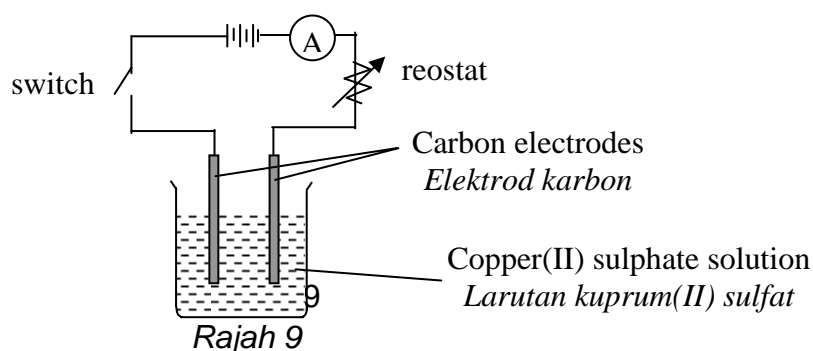 A
switch
reostat
Carbon electrodes
Elektrod karbon
Copper(II) sulphate solution
Larutan kuprum(II) sulfat
9
Rajah 9